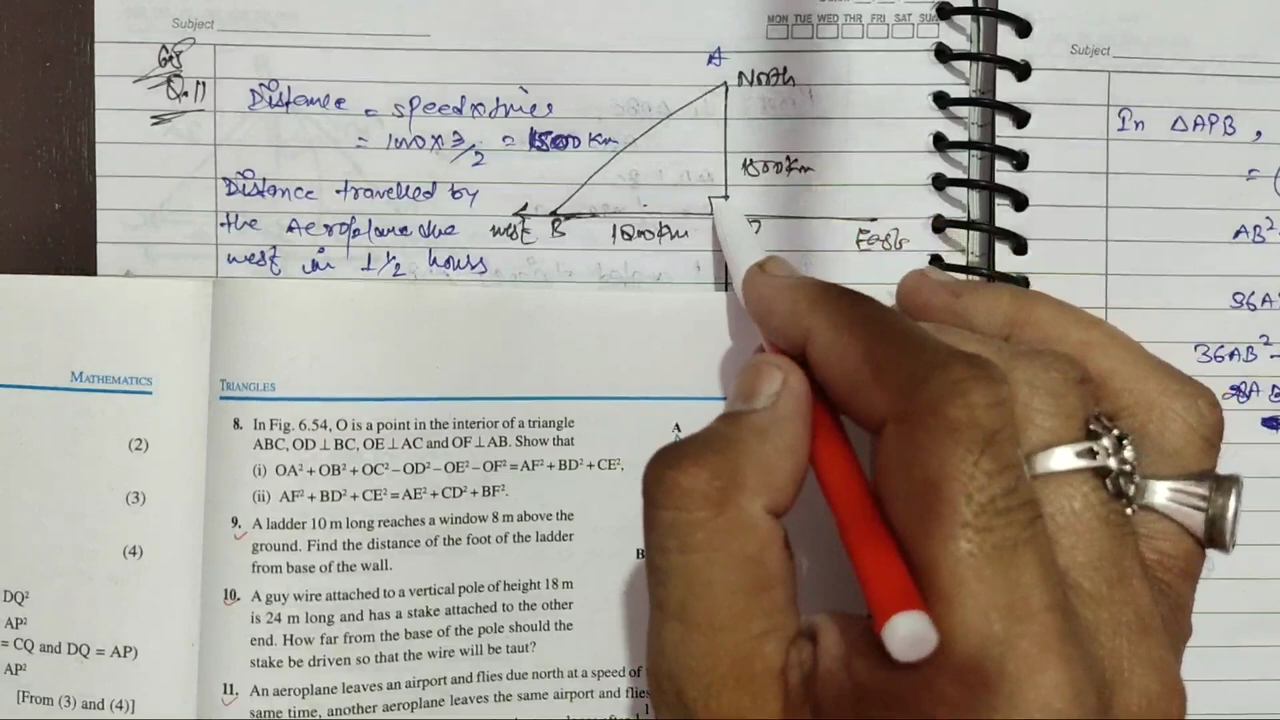 Subject
MON TUE WED THR FRI SAT SUN
Subject
6.5
Q.11
Distance = speed x time
= 1000 x 3/2 = 1500 km
Distance travelled by
the Aeroplane due
west in 1 1/2 hours
A
North
1500 km
West B 1800 km
East
In ΔAPB,
= (
AB²
36A
36AB² -
MATHEMATICS
(2)
(3)
(4)
DQ²
AP²
= CQ and DQ = AP)
AP²
[From (3) and (4)]
TRIANGLES
8. In Fig. 6.54, O is a point in the interior of a triangle
ABC, OD ⊥ BC, OE ⊥ AC and OF ⊥ AB. Show that
(i) OA² + OB² + OC² – OD² – OE² – OF² = AF² + BD² + CE²,
(ii) AF² + BD² + CE² = AE² + CD² + BF².
9. A ladder 10 m long reaches a window 8 m above the
ground. Find the distance of the foot of the ladder
from base of the wall.
10. A guy wire attached to a vertical pole of height 18 m
is 24 m long and has a stake attached to the other
end. How far from the base of the pole should the
stake be driven so that the wire will be taut?
11. An aeroplane leaves an airport and flies due north at a speed of
same time, another aeroplane leaves the same airport and flies
A
B